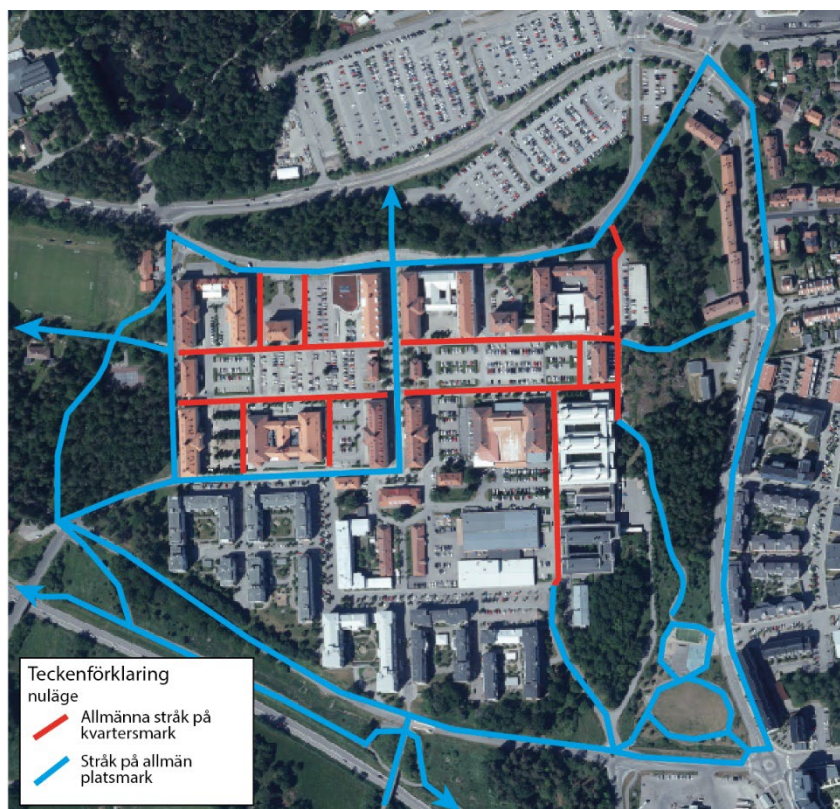 Teckenförklaring
nuläge
Allmänna stråk på
kvartersmark
Stråk på allmän
platsmark